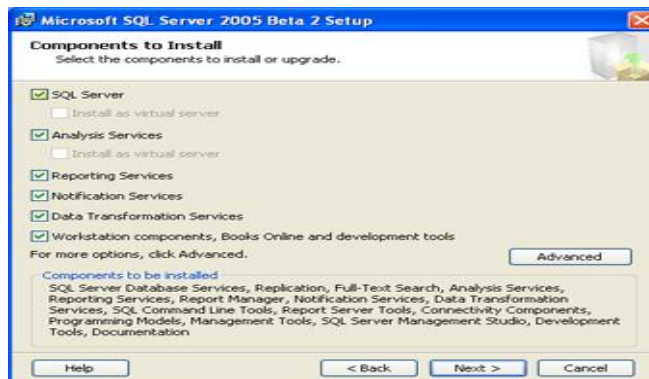 Microsoft SQL Server 2005 Beta 2 Setup
Components to Install
Select the components to install or upgrade.
SQL Server
Install as virtual server
Analysis Services
Install as virtual server
Reporting Services
Notification Services
Data Transformation Services
Workstation components, Books Online and development tools
For more options, click Advanced.
Advanced
Components to be installed
SQL Server Database Services, Replication, Full-Text Search, Analysis Services,
Reporting Services, Report Manager, Notification Services, Data Transformation
Services, SQL Command Line Tools, Report Server Tools, Connectivity Components,
Programming Models, Management Tools, SQL Server Management Studio, Development
Tools, Documentation
Help
< Back
Next >
Cancel